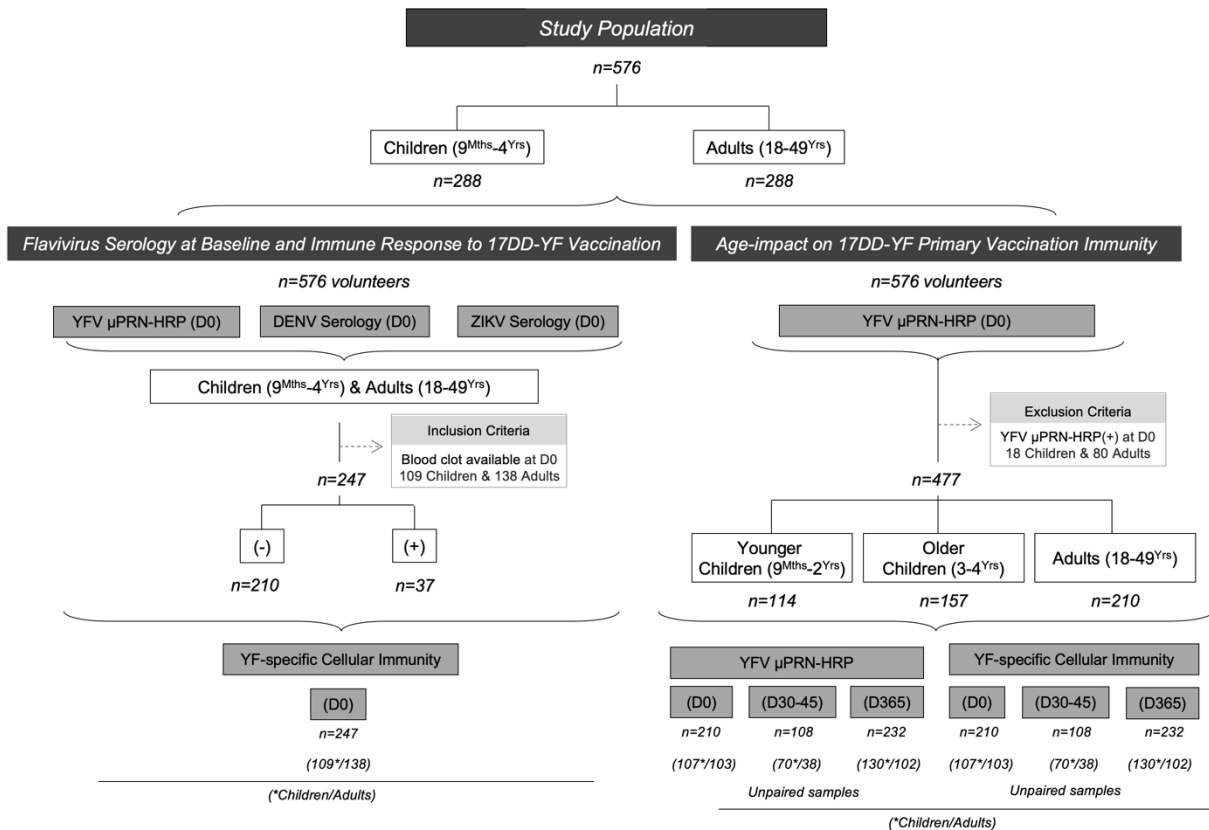 Study Population
n=576
Children (9Mths-4Yrs)
Adults (18-49Yrs)
n=288
n=288
Flavivirus Serology at Baseline and Immune Response to 17DD-YF Vaccination
n=576 volunteers
YFV µPRN-HRP (D0)
DENV Serology (D0)
ZIKV Serology (D0)
Children (9Mths-4Yrs) & Adults (18-49Yrs)
Inclusion Criteria
Blood clot available at D0
109 Children & 138 Adults
n=247
(-)
(+)
n=210
n=37
YF-specific Cellular Immunity
(D0)
n=247
(109*/138)
(*Children/Adults)
Age-impact on 17DD-YF Primary Vaccination Immunity
n=576 volunteers
YFV µPRN-HRP (D0)
Exclusion Criteria
YFV µPRN-HRP(+) at D0
18 Children & 80 Adults
n=477
Younger
Children (9Mths-2Yrs)
Older
Children (3-4Yrs)
Adults (18-49Yrs)
n=114
n=157
n=210
YFV µPRN-HRP
YF-specific Cellular Immunity
(D0)
(D30-45)
(D365)
(D0)
(D30-45)
(D365)
n=210
n=108
n=232
n=210
n=108
n=232
(107*/103)
(70*/38)
(130*/102)
(107*/103)
(70*/38)
(130*/102)
Unpaired samples
Unpaired samples
(*Children/Adults)